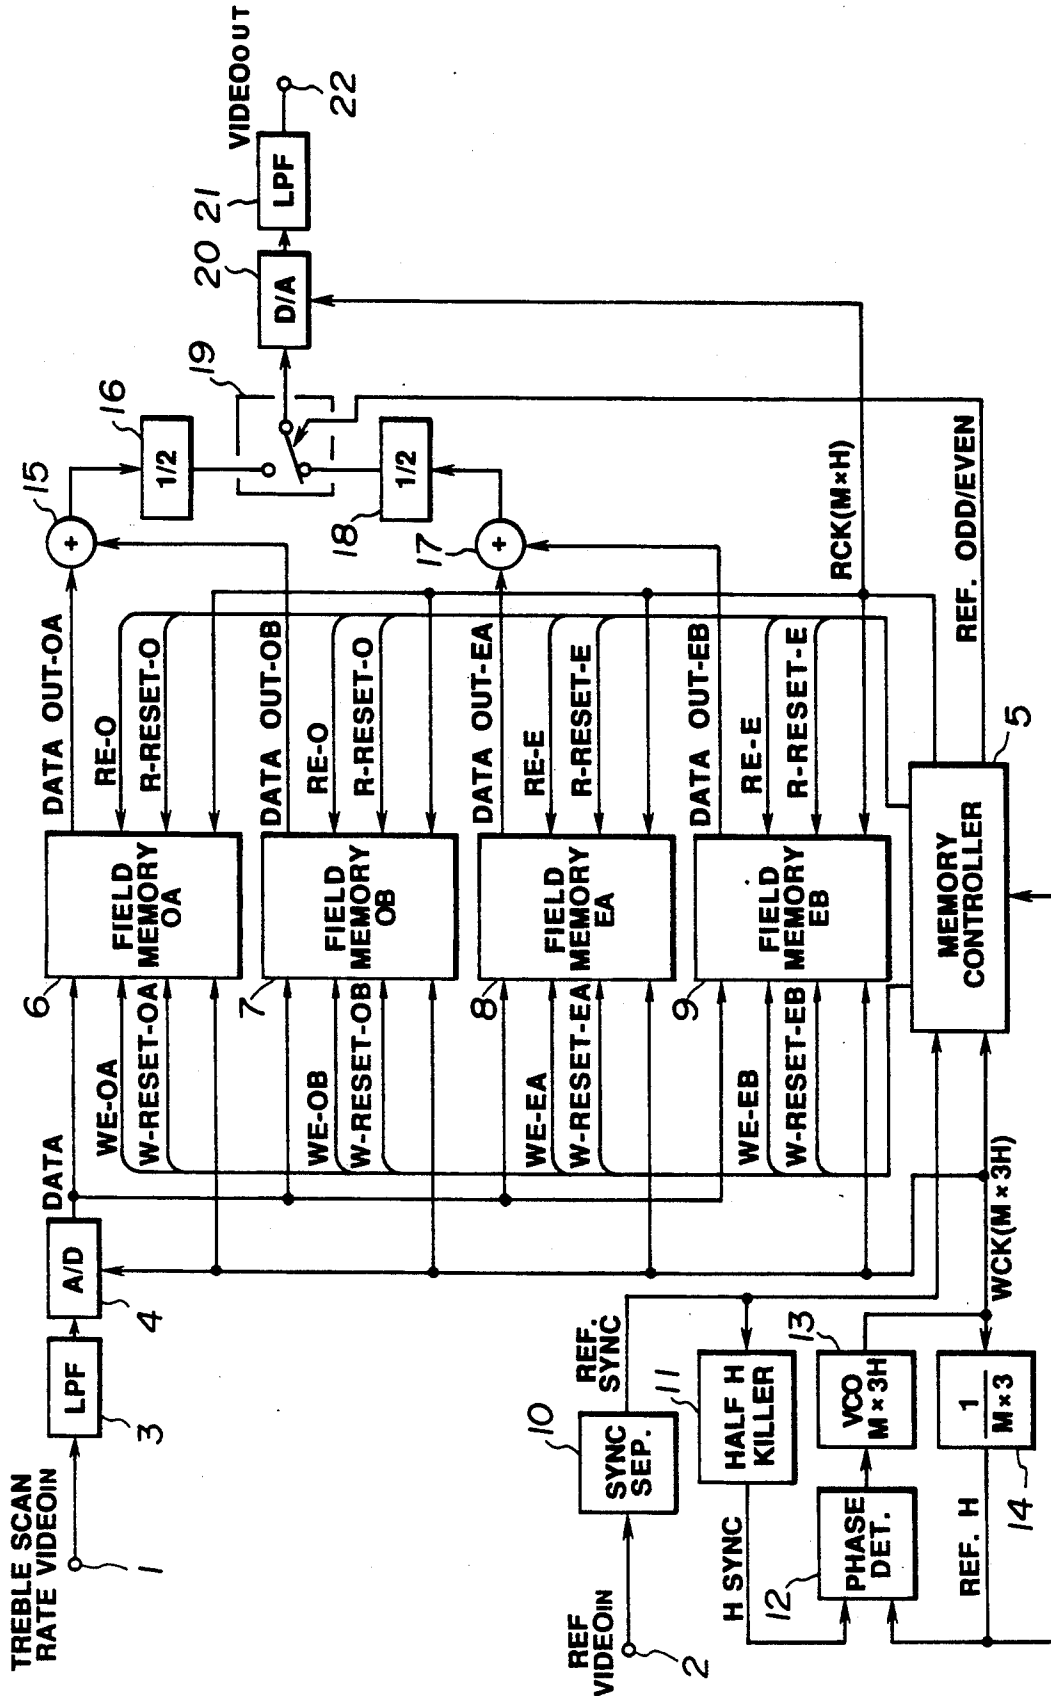 TREBLE SCAN
RATE VIDEOIN
1
LPF
3
A/D
4
DATA
WE-OA
W-RESET-OA
6
FIELD
MEMORY
OA
DATA OUT-OA
RE-O
R-RESET-O
15
+
16
1/2
WE-OB
W-RESET-OB
7
FIELD
MEMORY
OB
DATA OUT-OB
RE-O
R-RESET-O
19
20
D/A
21
LPF
VIDEOOUT
22
WE-EA
W-RESET-EA
8
FIELD
MEMORY
EA
DATA OUT-EA
RE-E
R-RESET-E
17
+
18
1/2
WE-EB
W-RESET-EB
9
FIELD
MEMORY
EB
DATA OUT-EB
RE-E
R-RESET-E
RCK(M×H)
REF. ODD/EVEN
REF
VIDEOIN
2
10
SYNC
SEP.
REF.
SYNC
11
HALF H
KILLER
H SYNC
12
PHASE
DET.
13
VCO
M×3H
14
1
M×3
REF. H
WCK(M×3H)
MEMORY
CONTROLLER
5